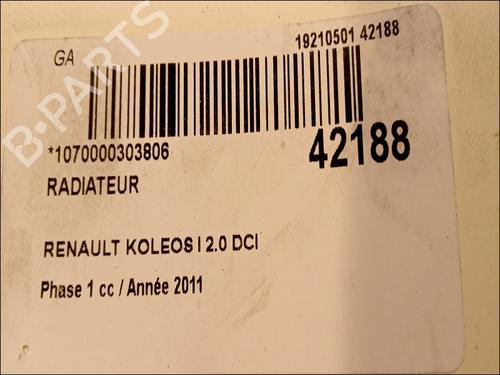 GA
19210501 42188
*1070000303806
42188
RADIATEUR
RENAULT KOLEOS I 2.0 DCI
Phase 1 cc / Année 2011
B-PARTS